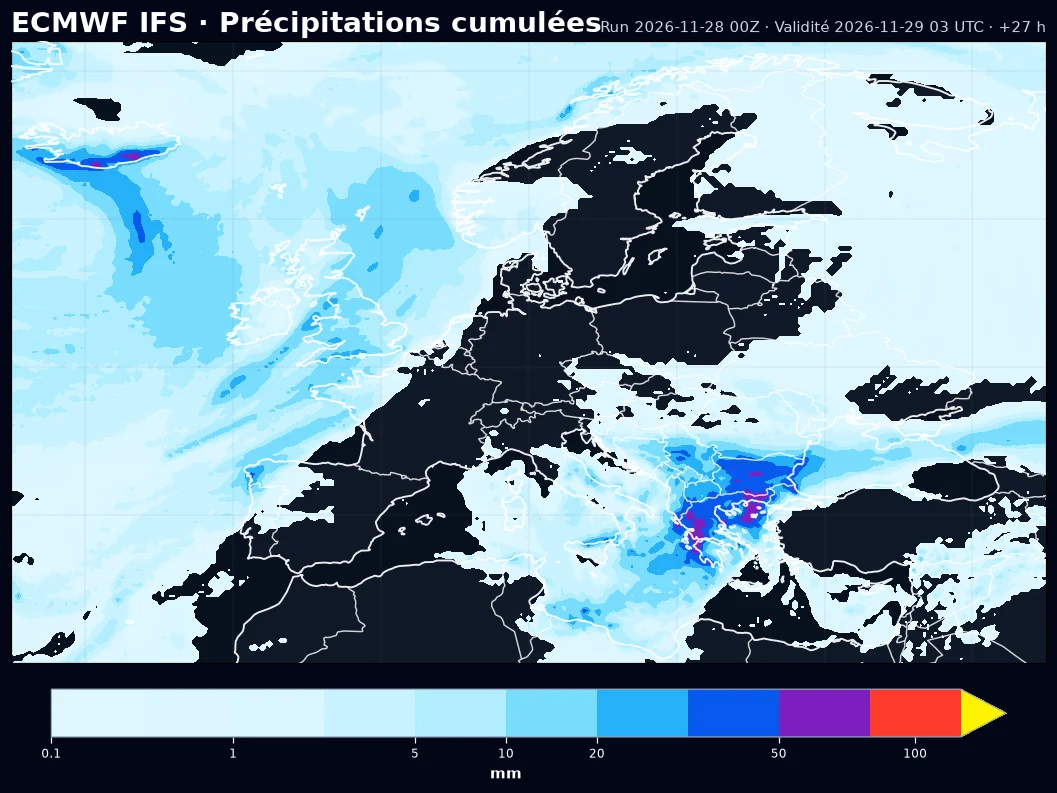 ECMWF IFS · Précipitations cumulées
Run 2026-11-28 00Z · Validité 2026-11-29 03 UTC · +27 h
0.1 1 5 10 20 50 100
mm